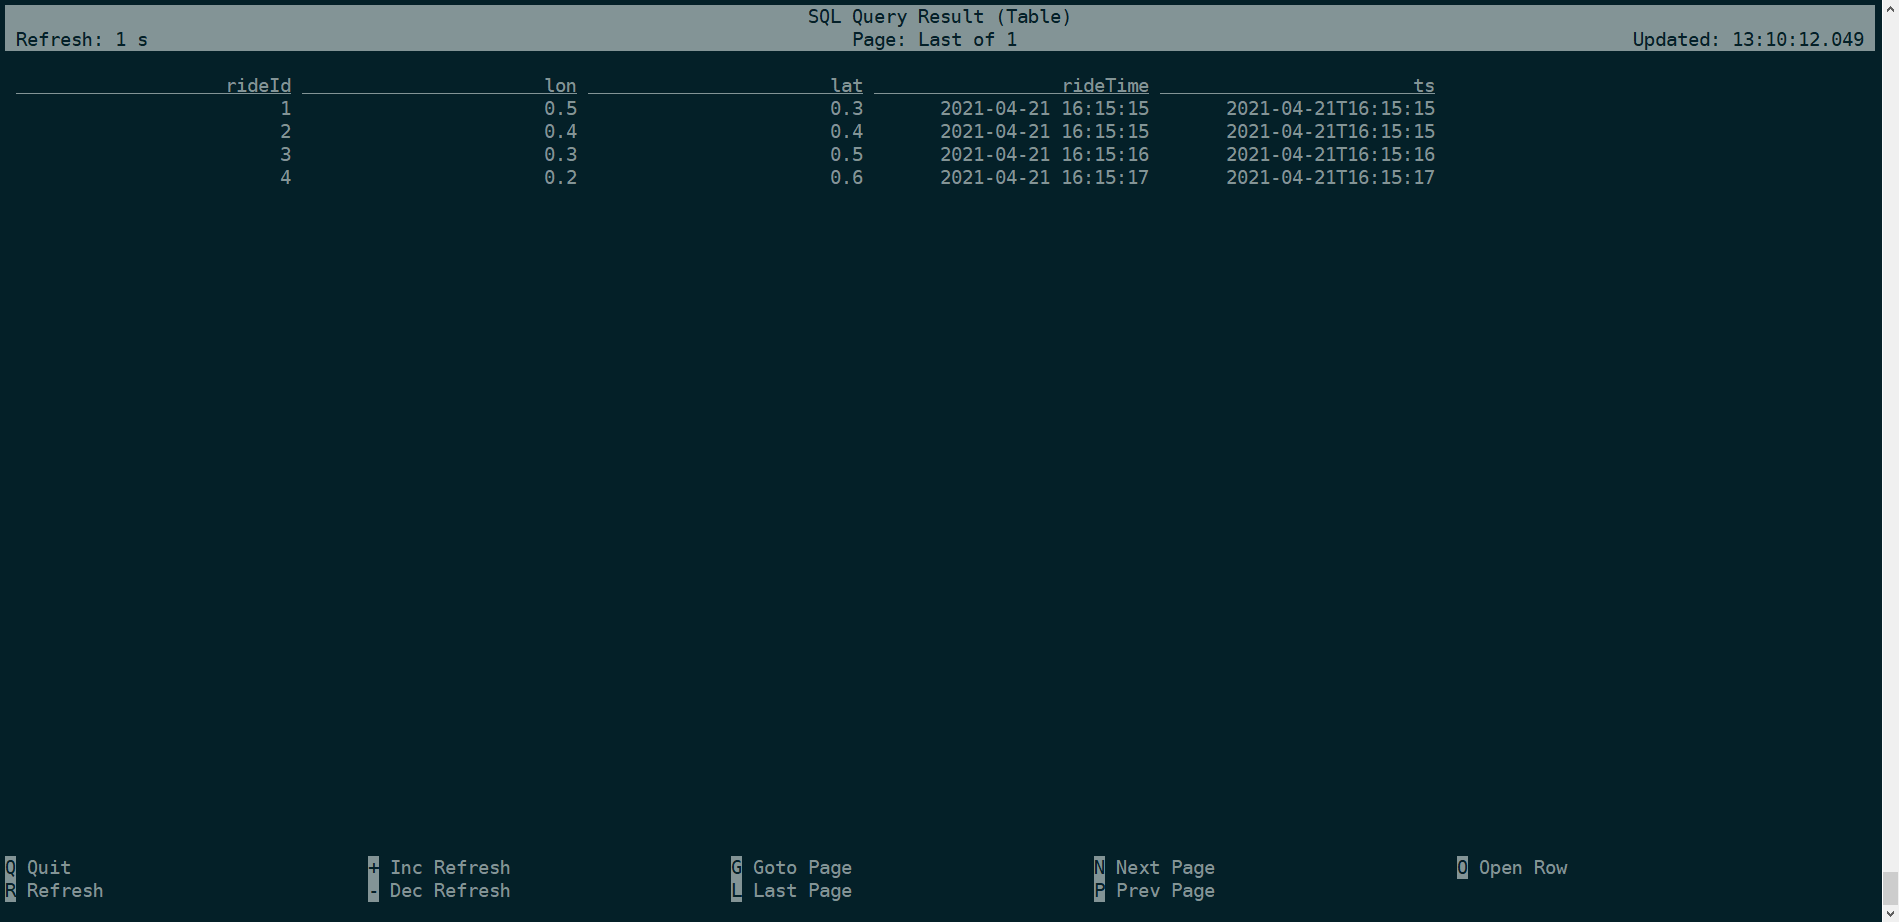 SQL Query Result (Table)
Refresh: 1 s Page: Last of 1 Updated: 13:10:12.049
rideId lon lat rideTime ts
1 0.5 0.3 2021-04-21 16:15:15 2021-04-21T16:15:15
2 0.4 0.4 2021-04-21 16:15:15 2021-04-21T16:15:15
3 0.3 0.5 2021-04-21 16:15:16 2021-04-21T16:15:16
4 0.2 0.6 2021-04-21 16:15:17 2021-04-21T16:15:17
Q Quit + Inc Refresh G Goto Page N Next Page O Open Row
R Refresh - Dec Refresh L Last Page P Prev Page